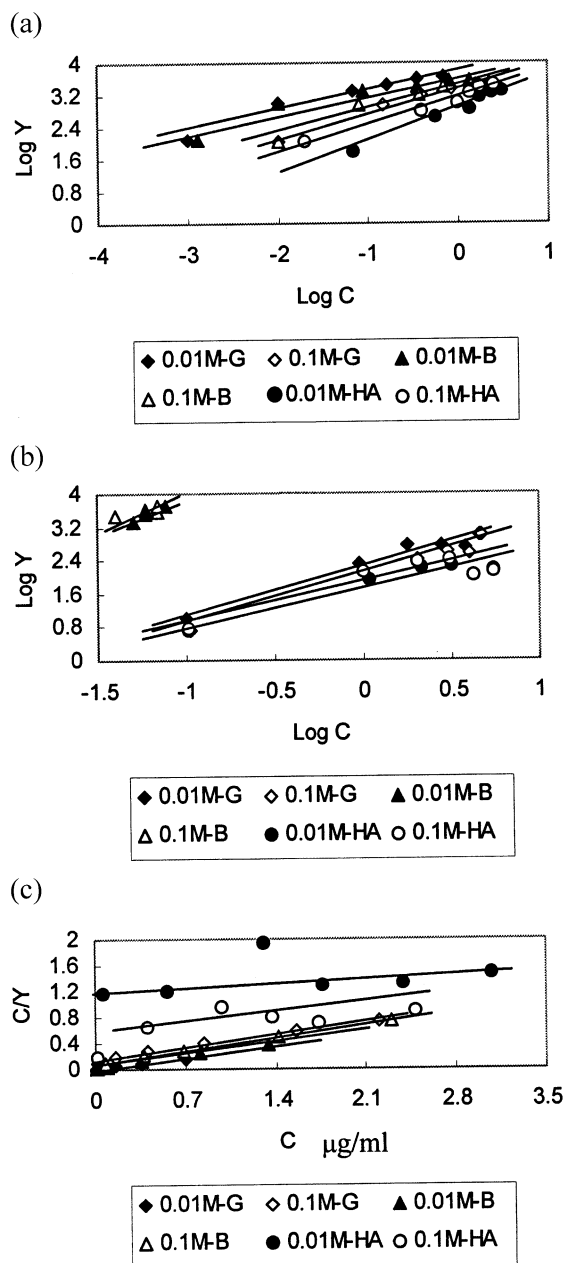 (a)
4
3.2
2.4
1.6
0.8
0
Log Y
-4 -3 -2 -1 0 1
Log C
0.01M-G 0.1M-G 0.01M-B
0.1M-B 0.01M-HA 0.1M-HA
(b)
4
3.2
2.4
1.6
0.8
0
Log Y
-1.5 -1 -0.5 0 0.5 1
Log C
0.01M-G 0.1M-G 0.01M-B
0.1M-B 0.01M-HA 0.1M-HA
(c)
2
1.6
1.2
0.8
0.4
0
C/Y
0 0.7 1.4 2.1 2.8 3.5
C µg/ml
0.01M-G 0.1M-G 0.01M-B
0.1M-B 0.01M-HA 0.1M-HA